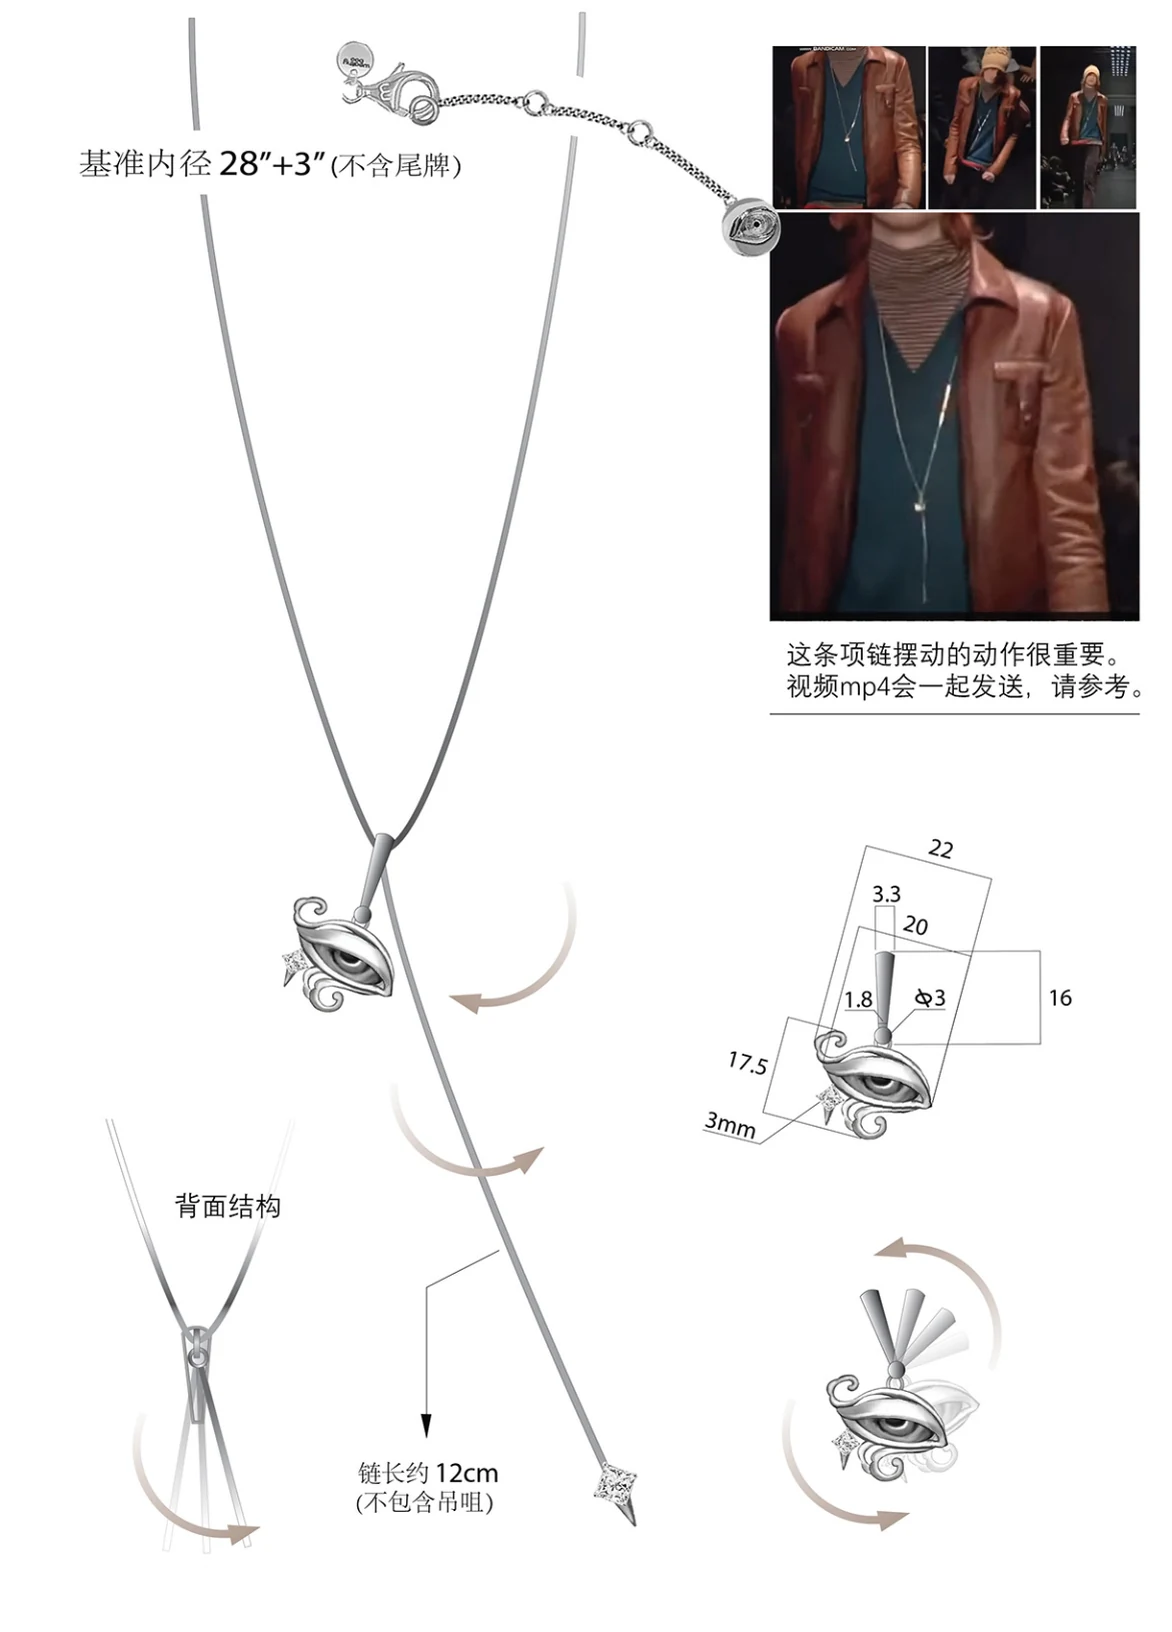 BANDICAM
基准内径 28″+3″ (不含尾牌)
这条项链摆动的动作很重要。
视频mp4会一起发送，请参考。
22
3.3
20
1.8
Φ3
16
17.5
3mm
背面结构
链长约 12cm
(不包含吊咀)